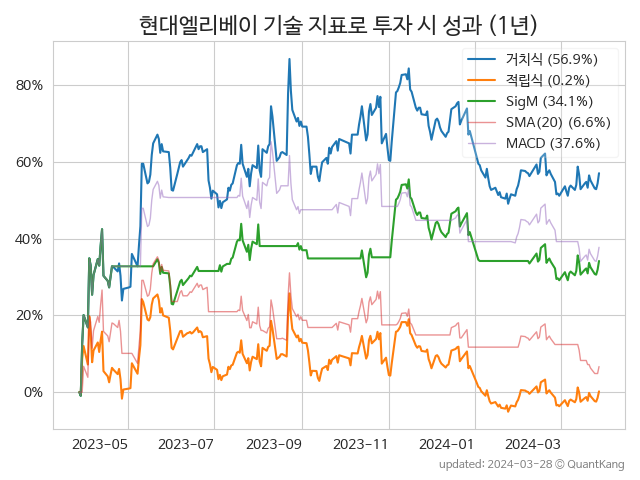 현대엘리베이 기술 지표로 투자 시 성과 (1년)
거치식 (56.9%)
적립식 (0.2%)
SigM (34.1%)
SMA(20) (6.6%)
MACD (37.6%)
80%
60%
40%
20%
0%
2023-05 2023-07 2023-09 2023-11 2024-01 2024-03
updated: 2024-03-28 © QuantKang